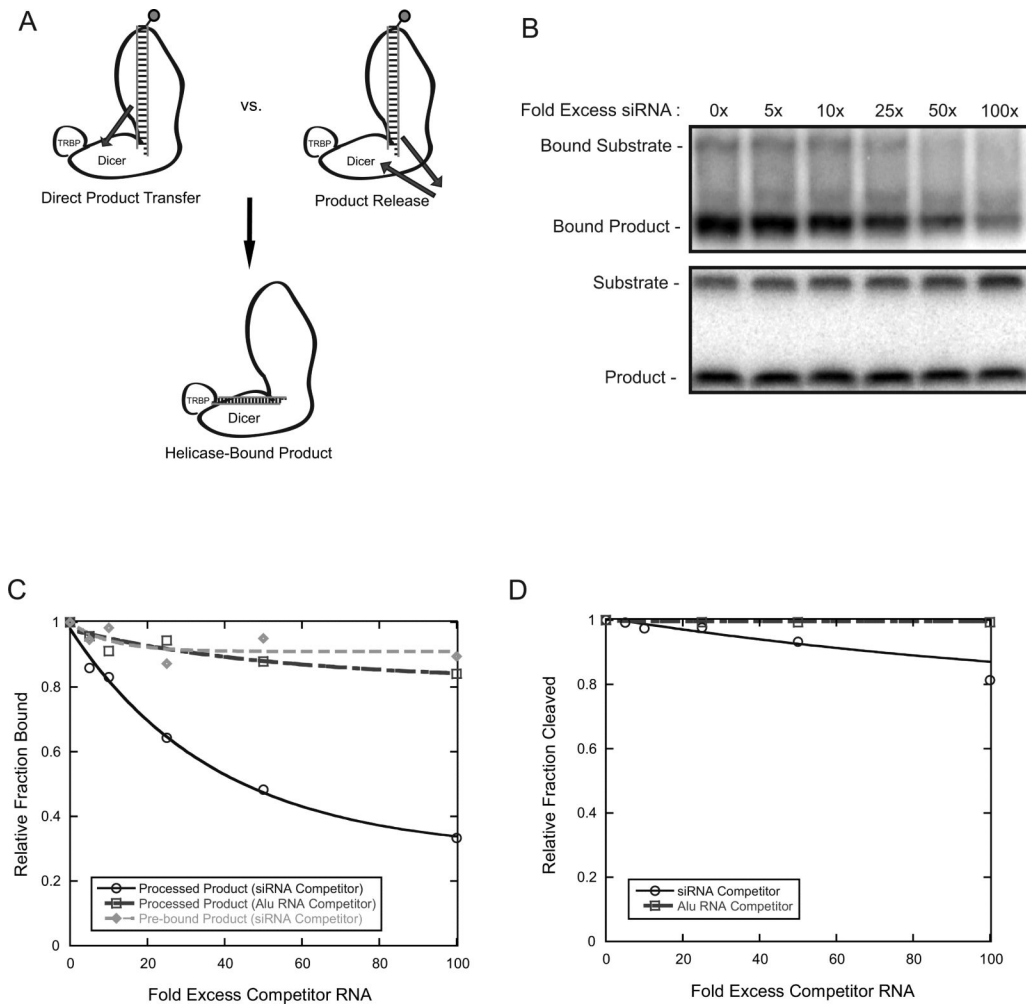 A
vs.
TRBP
Dicer
Direct Product Transfer
TRBP
Dicer
Product Release
TRBP
Dicer
Helicase-Bound Product
B
Fold Excess siRNA : 0x 5x 10x 25x 50x 100x
Bound Substrate -
Bound Product -
Substrate -
Product -
C
Relative Fraction Bound
1
0.8
0.6
0.4
0.2
0
Processed Product (siRNA Competitor)
Processed Product (Alu RNA Competitor)
Pre-bound Product (siRNA Competitor)
0 20 40 60 80 100
Fold Excess Competitor RNA
D
Relative Fraction Cleaved
1
0.8
0.6
0.4
0.2
0
siRNA Competitor
Alu RNA Competitor
0 20 40 60 80 100
Fold Excess Competitor RNA